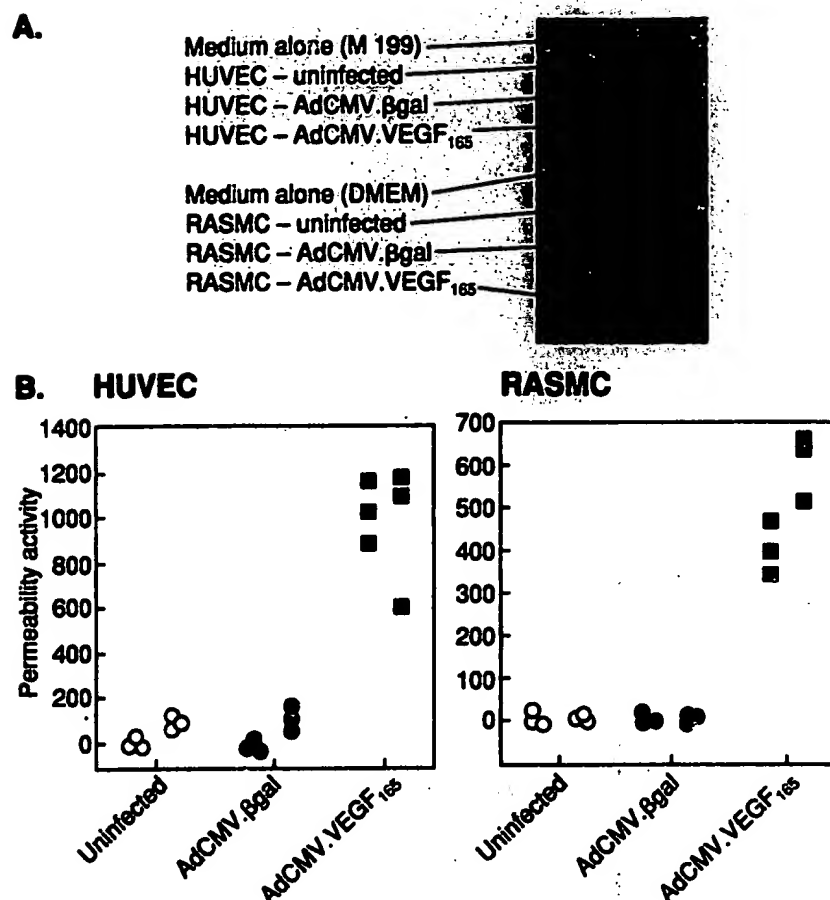 A.
Medium alone (M 199)
HUVEC – uninfected
HUVEC – AdCMV.βgal
HUVEC – AdCMV.VEGF₁₆₅
Medium alone (DMEM)
RASMC – uninfected
RASMC – AdCMV.βgal
RASMC – AdCMV.VEGF₁₆₅
B. HUVEC
RASMC
Permeability activity
1400
1200
1000
800
600
400
200
0
Uninfected
AdCMV.βgal
AdCMV.VEGF₁₆₅
700
600
500
400
300
200
100
0
Uninfected
AdCMV.βgal
AdCMV.VEGF₁₆₅